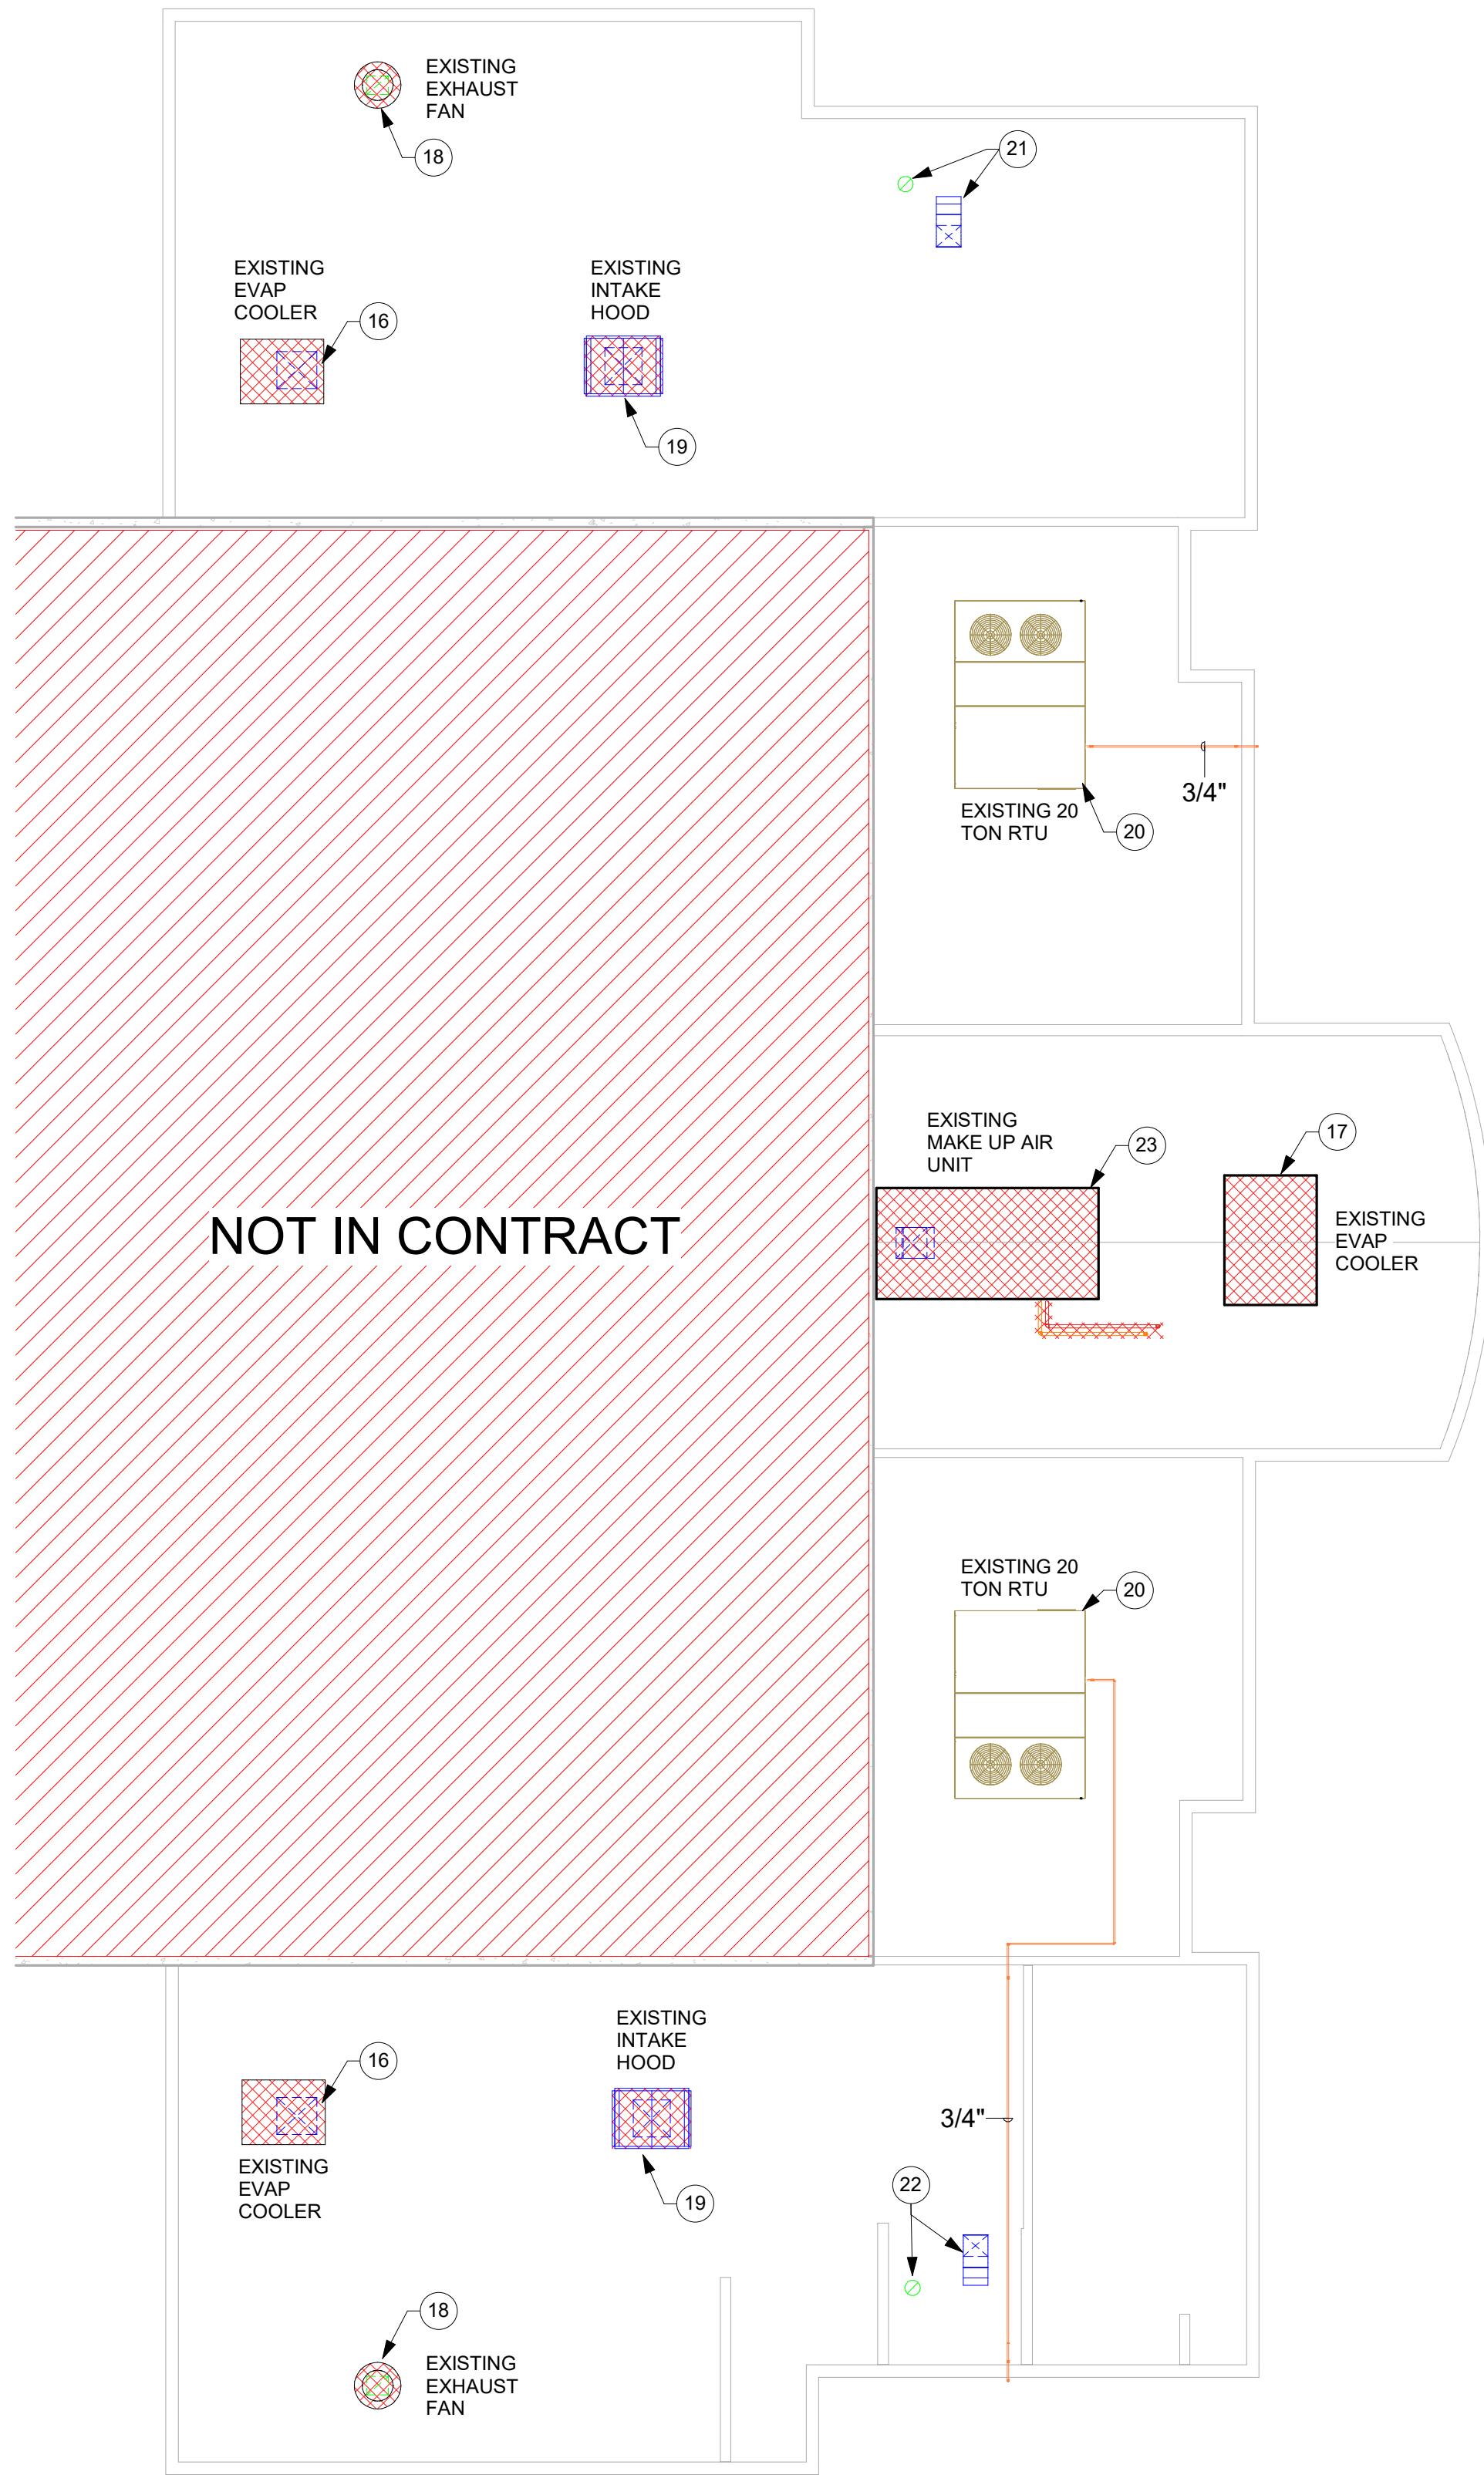 EXISTING
EXHAUST
FAN
18
21
EXISTING
EVAP
COOLER
16
EXISTING
INTAKE
HOOD
19
3/4"
EXISTING 20
TON RTU
20
EXISTING
MAKE UP AIR
UNIT
23
17
NOT IN CONTRACT
EXISTING
EVAP
COOLER
EXISTING 20
TON RTU
20
EXISTING
INTAKE
HOOD
16
3/4"
EXISTING
EVAP
COOLER
19
22
18
EXISTING
EXHAUST
FAN